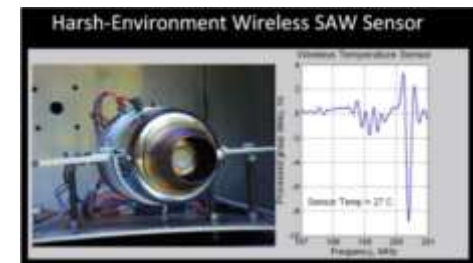 Harsh-Environment Wireless SAW Sensor
Wireless Temperature Sensor
Sensor Temp = 27 C
Frequency, MHz